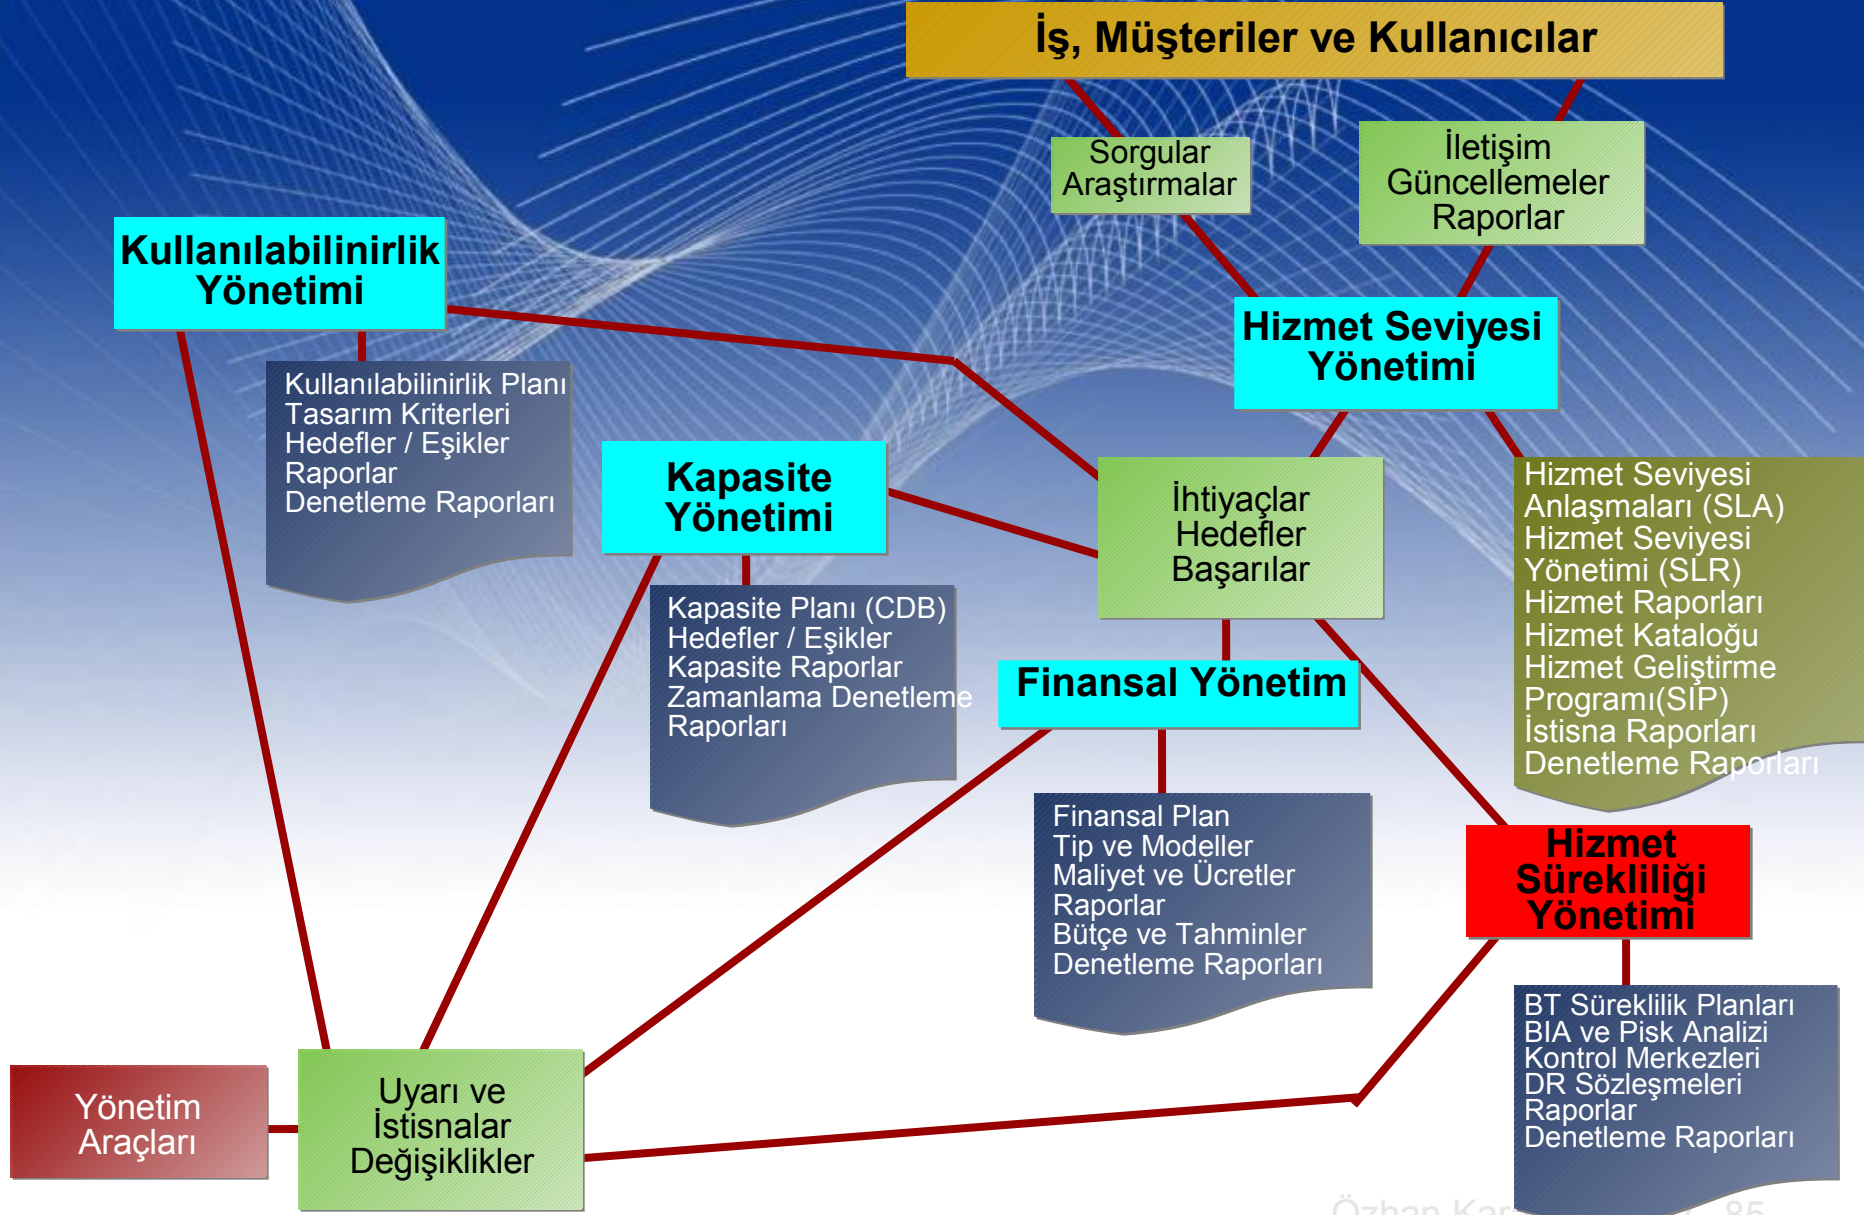 İş, Müşteriler ve Kullanıcılar
Sorgular
Araştırmalar
İletişim
Güncellemeler
Raporlar
Kullanılabilinirlik
Yönetimi
Hizmet Seviyesi
Yönetimi
Kullanılabilinirlik Planı
Tasarım Kriterleri
Hedefler / Eşikler
Raporlar
Denetleme Raporları
Kapasite
Yönetimi
İhtiyaçlar
Hedefler
Başarılar
Hizmet Seviyesi
Anlaşmaları (SLA)
Hizmet Seviyesi
Yönetimi (SLR)
Hizmet Raporları
Hizmet Kataloğu
Hizmet Geliştirme
Programı(SIP)
İstisna Raporları
Denetleme Raporları
Kapasite Planı (CDB)
Hedefler / Eşikler
Kapasite Raporlar
Zamanlama Denetleme
Raporları
Finansal Yönetim
Finansal Plan
Tip ve Modeller
Maliyet ve Ücretler
Raporlar
Bütçe ve Tahminler
Denetleme Raporları
Hizmet
Sürekliliği
Yönetimi
BT Süreklilik Planları
BIA ve Pisk Analizi
Kontrol Merkezleri
DR Sözleşmeleri
Raporlar
Denetleme Raporları
Yönetim
Araçları
Uyarı ve
İstisnalar
Değişiklikler
Özhan
85